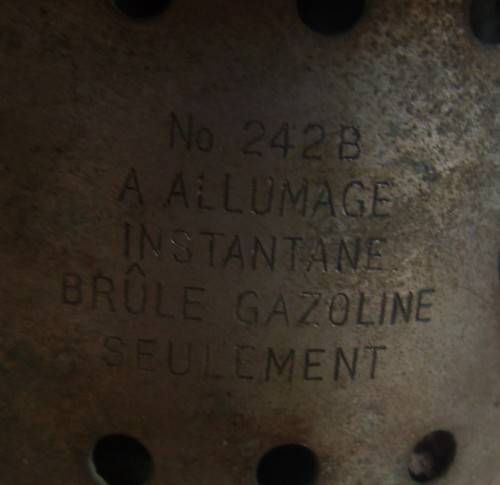 No 242B
A ALLUMAGE
INSTANTANE
BRÛLE GAZOLINE
SEULEMENT